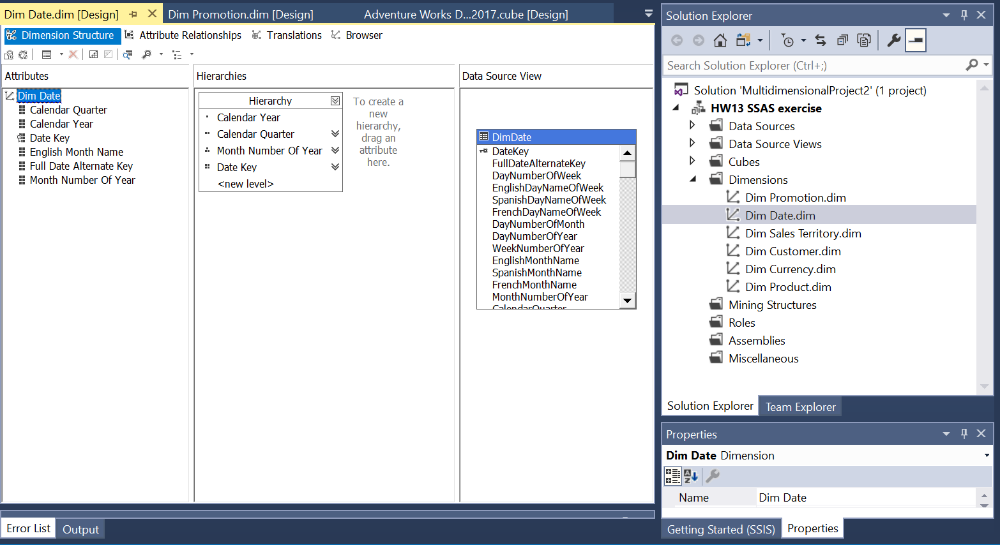 Dim Date.dim [Design]
Dim Promotion.dim [Design]
Adventure Works D...2017.cube [Design]
Dimension Structure
Attribute Relationships
Translations
Browser
Attributes
Dim Date
Calendar Quarter
Calendar Year
Date Key
English Month Name
Full Date Alternate Key
Month Number Of Year
Hierarchies
Hierarchy
Calendar Year
Calendar Quarter
Month Number Of Year
Date Key
<new level>
To create a
new
hierarchy,
drag an
attribute
here.
Data Source View
DimDate
DateKey
FullDateAlternateKey
DayNumberOfWeek
EnglishDayNameOfWeek
SpanishDayNameOfWeek
FrenchDayNameOfWeek
DayNumberOfMonth
DayNumberOfYear
WeekNumberOfYear
EnglishMonthName
SpanishMonthName
FrenchMonthName
MonthNumberOfYear
CalendarQuarter
Error List
Output
Solution Explorer
Search Solution Explorer (Ctrl+;)
Solution 'MultidimensionalProject2' (1 project)
HW13 SSAS exercise
Data Sources
Data Source Views
Cubes
Dimensions
Dim Promotion.dim
Dim Date.dim
Dim Sales Territory.dim
Dim Customer.dim
Dim Currency.dim
Dim Product.dim
Mining Structures
Roles
Assemblies
Miscellaneous
Solution Explorer
Team Explorer
Properties
Dim Date Dimension
Name Dim Date
Getting Started (SSIS)
Properties